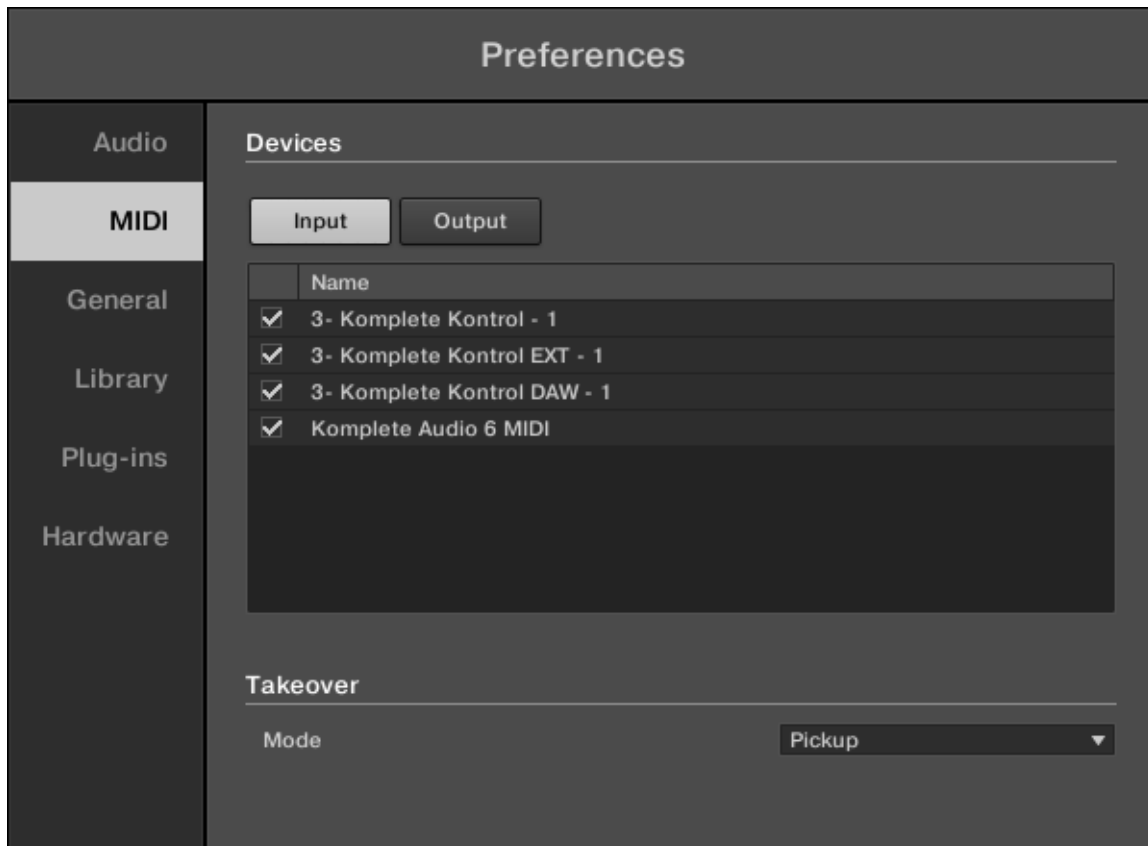 Preferences
Audio
MIDI
General
Library
Plug-ins
Hardware
Devices
Input Output
Name
3- Komplete Kontrol - 1
3- Komplete Kontrol EXT - 1
3- Komplete Kontrol DAW - 1
Komplete Audio 6 MIDI
Takeover
Mode Pickup